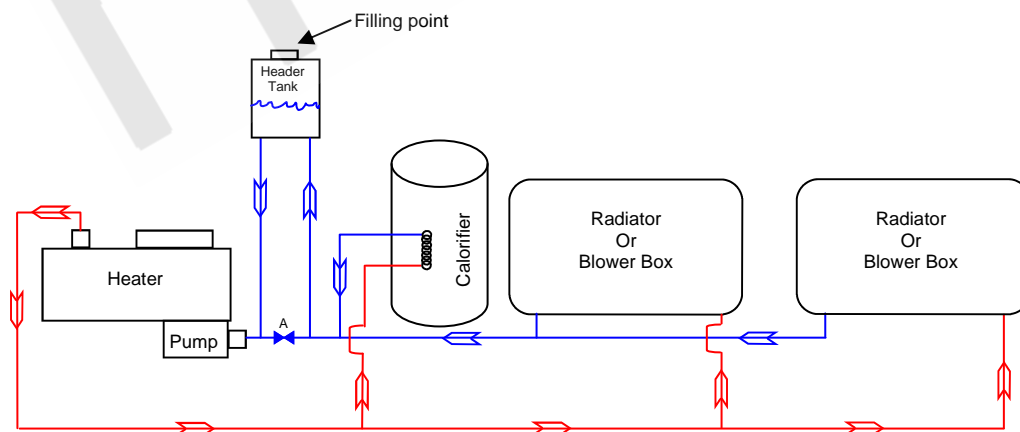 Filling point
Header
Tank
Calorifier
Radiator
Or
Blower Box
Radiator
Or
Blower Box
Heater
A
Pump